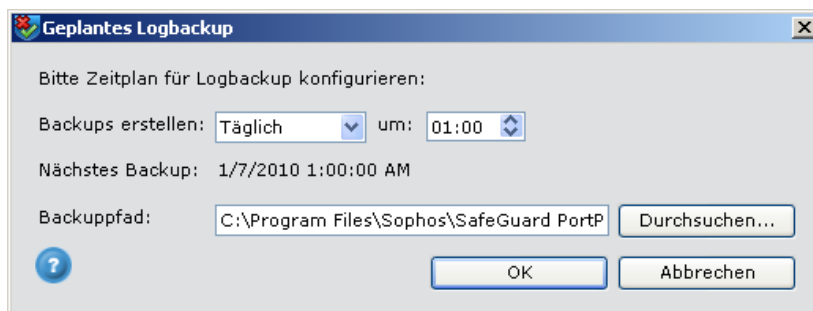 Geplantes Logbackup
Bitte Zeitplan für Logbackup konfigurieren:
Backups erstellen: Täglich um: 01:00
Nächstes Backup: 1/7/2010 1:00:00 AM
Backuppfad: C:\Program Files\Sophos\SafeGuard PortP Durchsuchen...
? OK Abbrechen